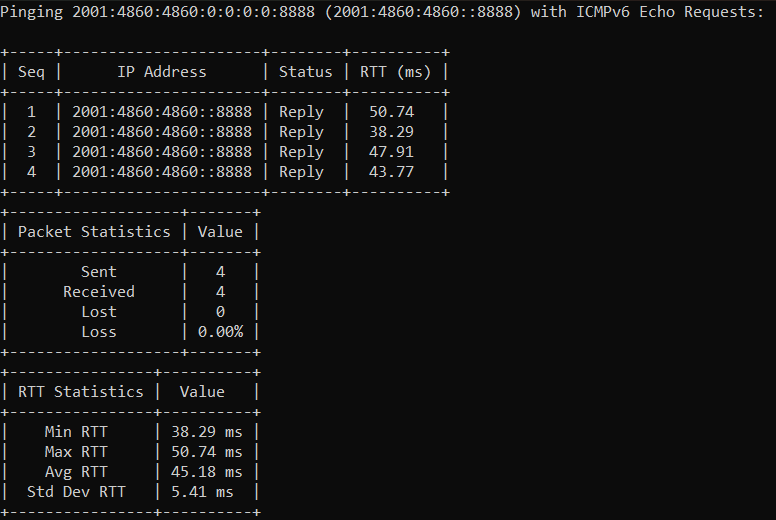 Pinging 2001:4860:4860:0:0:0:0:8888 (2001:4860:4860::8888) with ICMPv6 Echo Requests:

+-----+----------------------+--------+----------+
| Seq |      IP Address      | Status | RTT (ms) |
+-----+----------------------+--------+----------+
|  1  | 2001:4860:4860::8888 | Reply  |  50.74   |
|  2  | 2001:4860:4860::8888 | Reply  |  38.29   |
|  3  | 2001:4860:4860::8888 | Reply  |  47.91   |
|  4  | 2001:4860:4860::8888 | Reply  |  43.77   |
+-----+----------------------+--------+----------+
+-------------------+-------+
| Packet Statistics | Value |
+-------------------+-------+
|        Sent       |   4   |
|      Received     |   4   |
|        Lost       |   0   |
|        Loss       | 0.00% |
+-------------------+-------+
+----------------+----------+
| RTT Statistics |  Value   |
+----------------+----------+
|    Min RTT     | 38.29 ms |
|    Max RTT     | 50.74 ms |
|    Avg RTT     | 45.18 ms |
|  Std Dev RTT   | 5.41 ms  |
+----------------+----------+